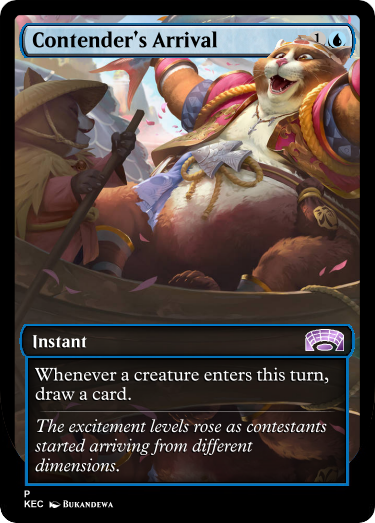 Contender's Arrival 1
Instant
Whenever a creature enters this turn,
draw a card.
The excitement levels rose as contestants
started arriving from different
dimensions.
P
KEC BUKANDEWA